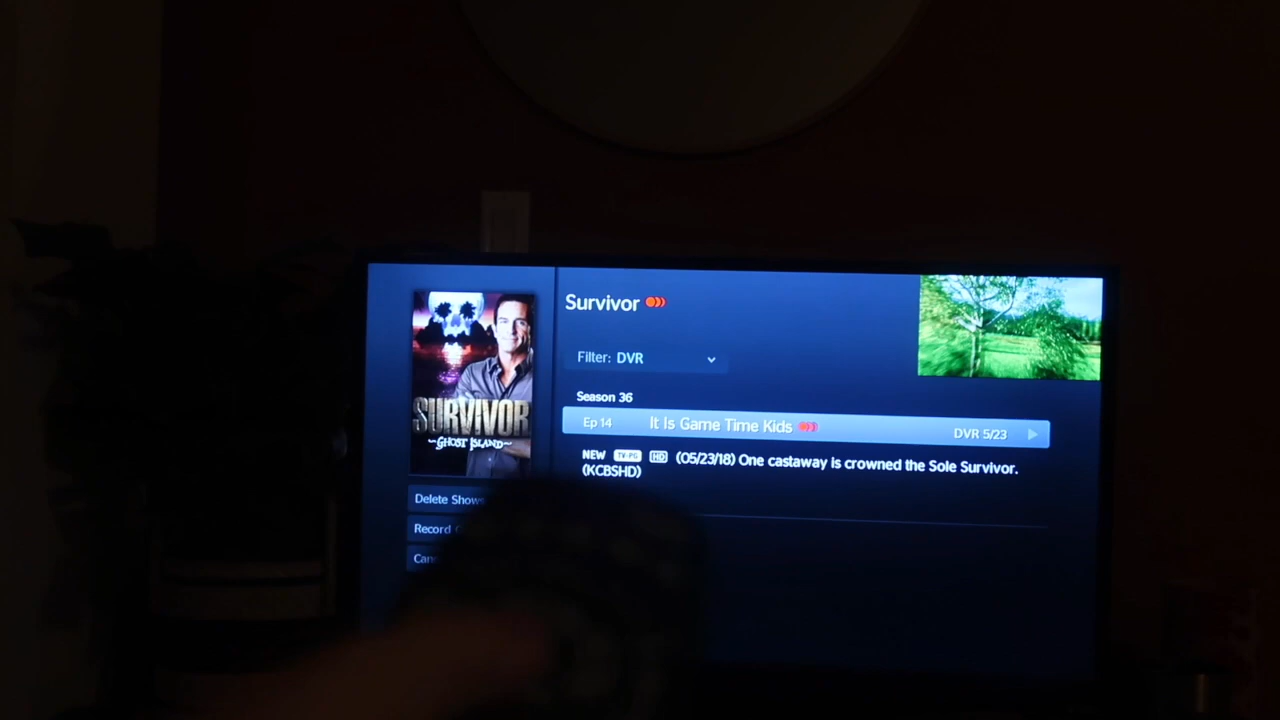 Survivor
Filter: DVR
Season 36
Ep 14 It Is Game Time Kids DVR 5/23
NEW TV-PG HD (05/23/18) One castaway is crowned the Sole Survivor.
(KCBSHD)
SURVIVOR
~GHOST ISLAND~
Delete Shows
Record